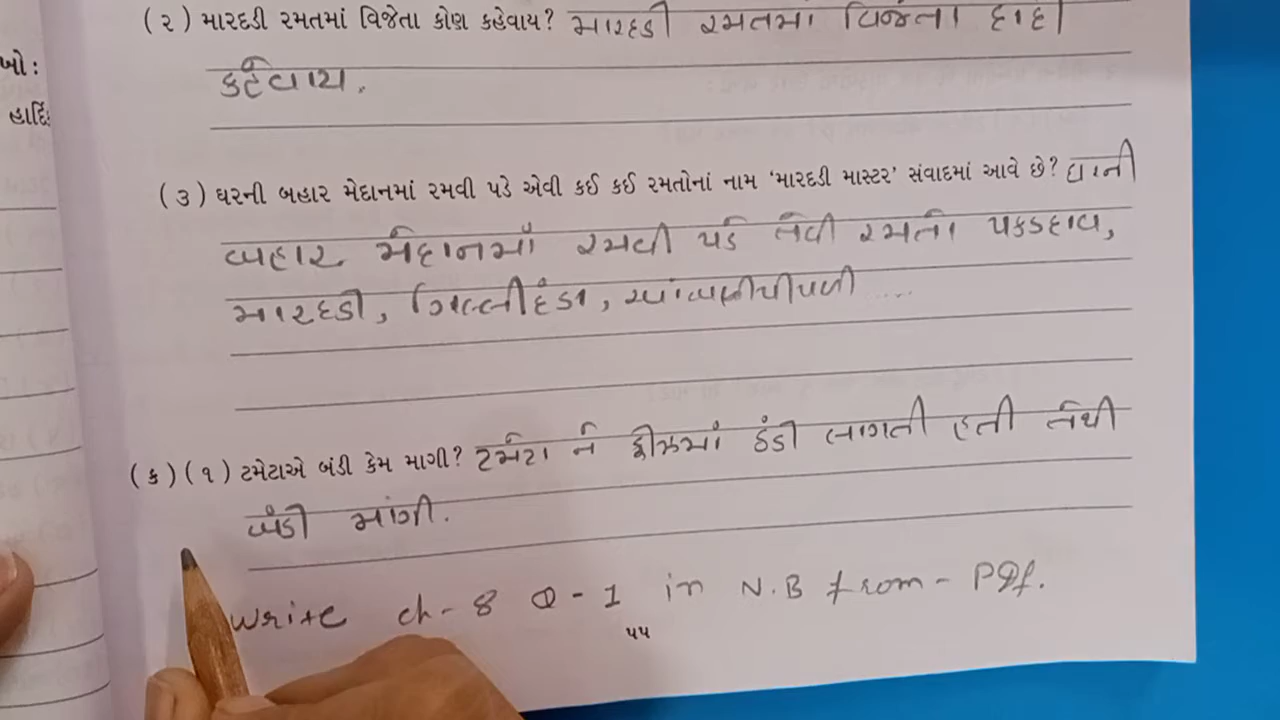 (૨) મારદડી રમતમાં વિજેતા કોણ કહેવાય? મારદડી રમતમાં વિજેતા દાદા
કહેવાય.
ખો:
(૩) ઘરની બહાર મેદાનમાં રમવી પડે એવી કઈ કઈ રમતોનાં નામ ‘મારદડી માસ્ટર’ સંવાદમાં આવે છે? ઘરની
બહાર મેદાનમાં રમવી પડે તેવી રમતો પકડદાવ,
મારદડી, ગિલ્લીદંડા, આંબળીપીપળી ....
(ક) (૧) ટમેટાએ બંડી કેમ માગી? ટમેટા ને ફ્રીઝમાં ઠંડી લાગતી હતી તેથી
બંડી માંગી.
Write ch-8 Q-1 in N.B from- Pdf.
૫૫